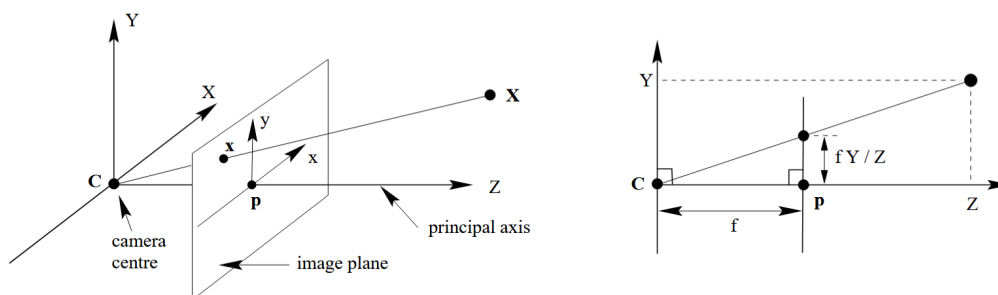 Y
X
X
x
y
x
C
p
Z
camera
centre
principal axis
image plane
Y
f Y / Z
C
p
Z
f